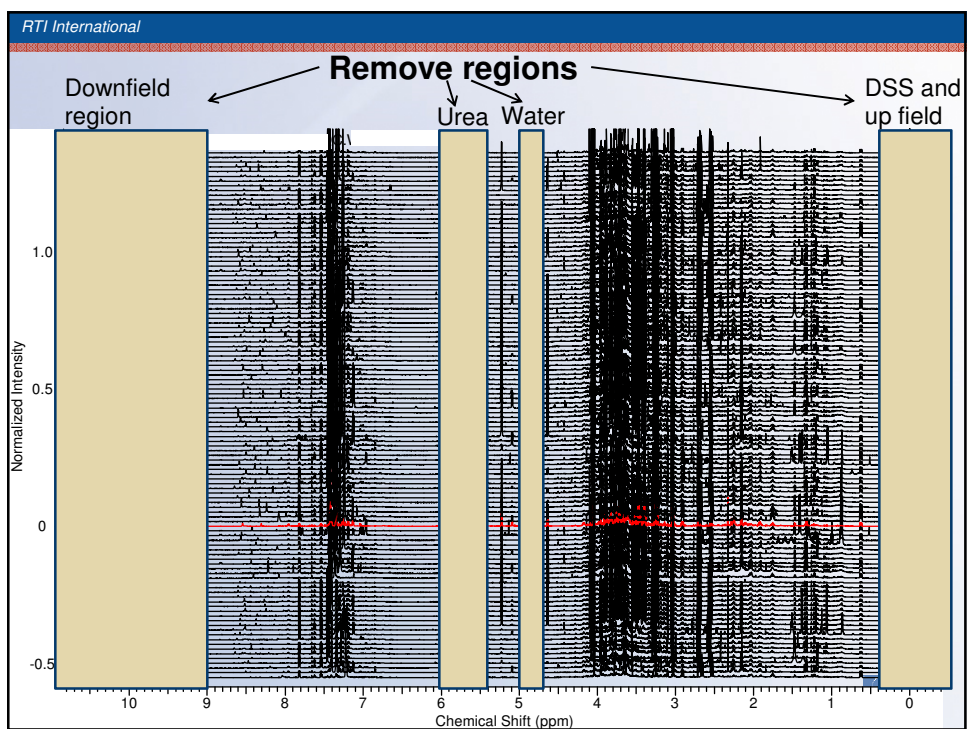 RTI International
Remove regions
Downfield
region
Urea
Water
DSS and
up field
Normalized Intensity
1.0
0.5
0
-0.5
10 9 8 7 6 5 4 3 2 1 0
Chemical Shift (ppm)